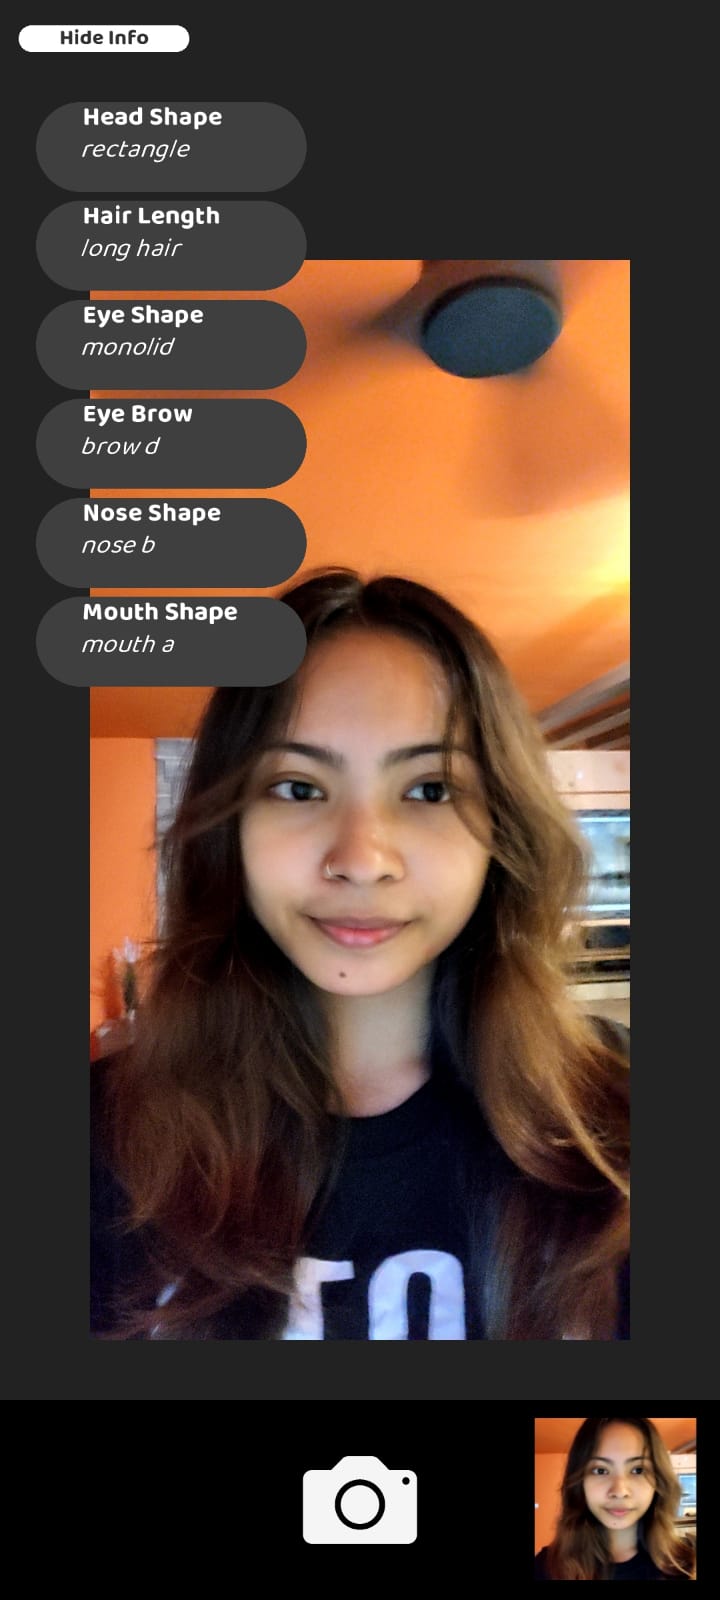 Hide Info
Head Shape
rectangle
Hair Length
long hair
Eye Shape
monolid
Eye Brow
brow d
Nose Shape
nose b
Mouth Shape
mouth a
TO